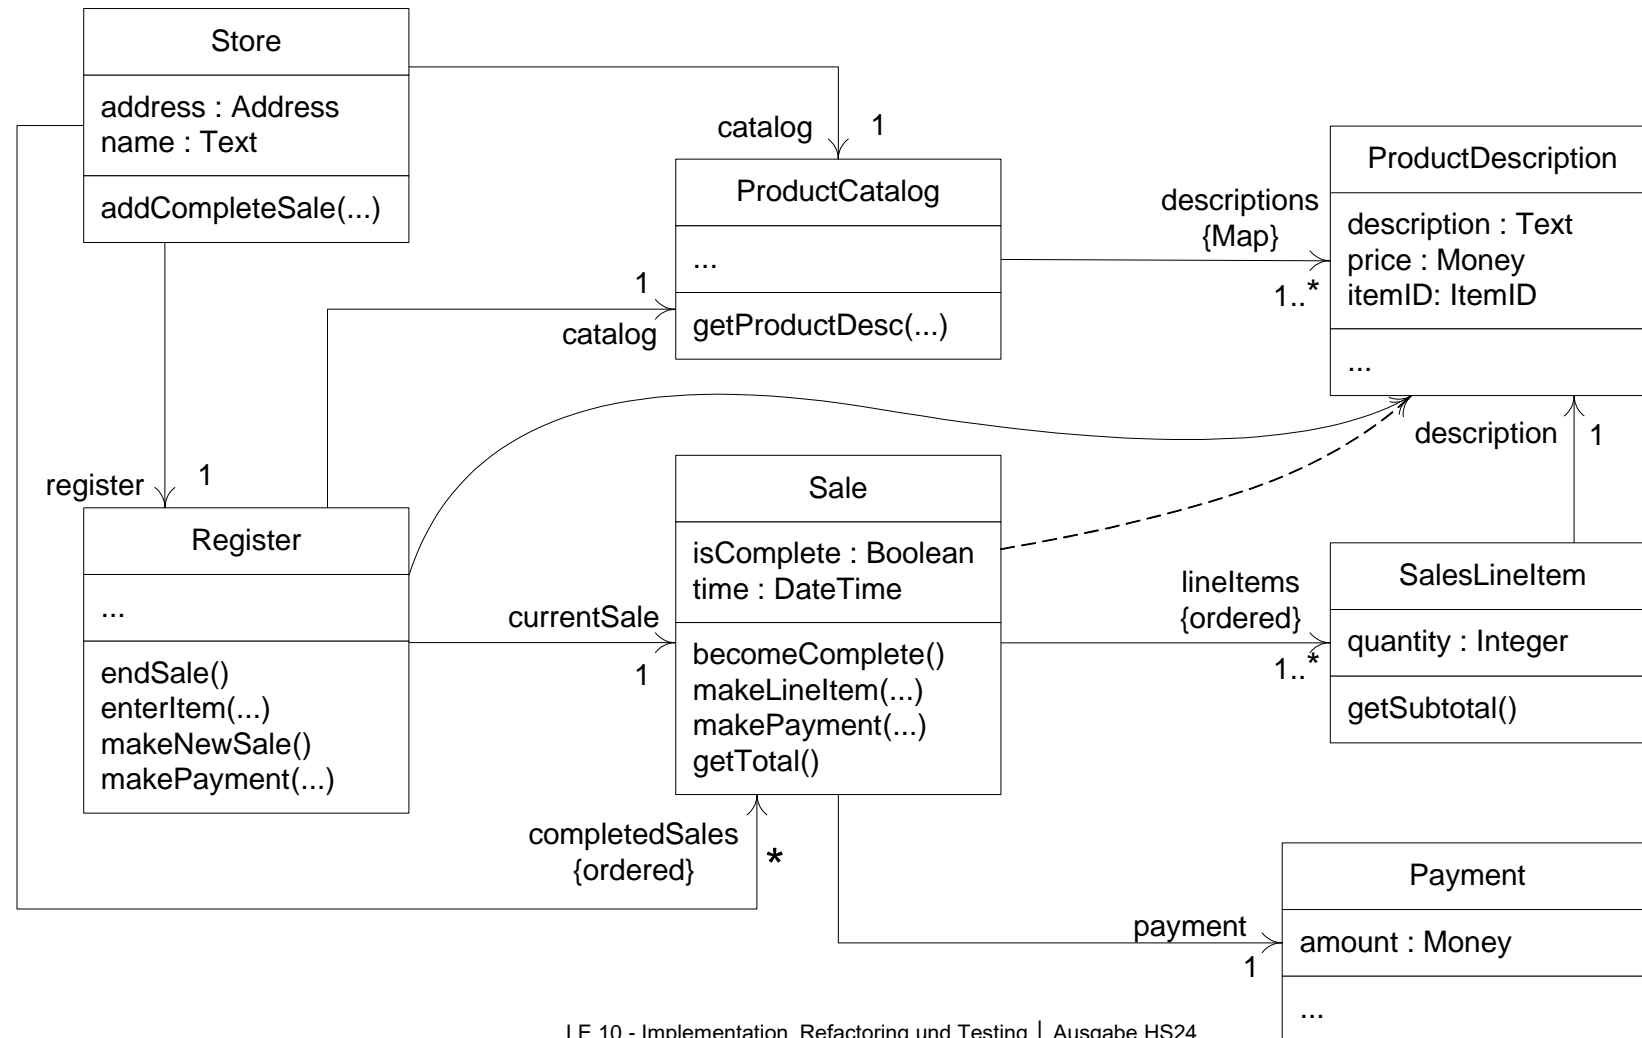 Store
address : Address
name : Text
addCompleteSale(...)
catalog
1
ProductCatalog
...
getProductDesc(...)
1
catalog
descriptions
{Map}
1..*
ProductDescription
description : Text
price : Money
itemID: ItemID
...
description
1
register
1
Register
...
endSale()
enterItem(...)
makeNewSale()
makePayment(...)
currentSale
1
Sale
isComplete : Boolean
time : DateTime
becomeComplete()
makeLineItem(...)
makePayment(...)
getTotal()
lineItems
{ordered}
1..*
SalesLineItem
quantity : Integer
getSubtotal()
completedSales
{ordered}
*
payment
1
Payment
amount : Money
...
LE 10 - Implementation, Refactoring und Testing | Ausgabe HS24